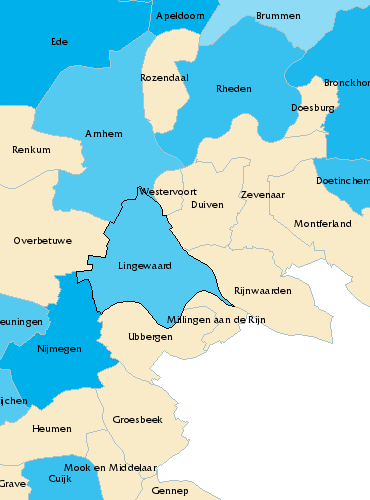 Apeldoorn
Brummen
Ede
Rozendaal
Rheden
Bronckhor
Doesburg
Arnhem
Renkum
Doetinchem
Westervoort
Duiven
Zevenaar
Montferland
Overbetuwe
Lingewaard
Rijnwaarden
Millingen aan de Rijn
euningen
Ubbergen
Nijmegen
ijchen
Groesbeek
Heumen
Mook en Middelaar
Cuijk
Grave
Gennep